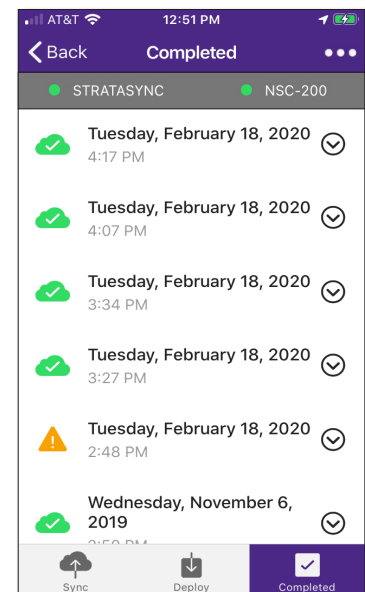 AT&T 12:51 PM
Back Completed
STRATASYNC NSC-200
Tuesday, February 18, 2020
4:17 PM
Tuesday, February 18, 2020
4:07 PM
Tuesday, February 18, 2020
3:34 PM
Tuesday, February 18, 2020
3:27 PM
Tuesday, February 18, 2020
2:48 PM
Wednesday, November 6,
2019
PM
Sync Deploy Completed